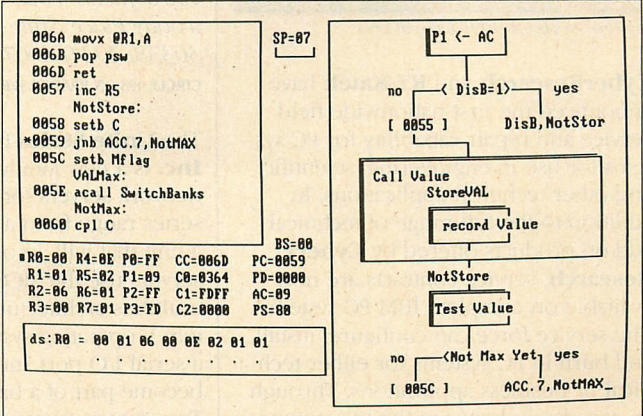 006A movx @R1,A
006B pop psw
006D ret
0057 inc A
NotStore:
0058 setb C
*0059 jnb ACC.7,NotMAX
005C setb Mflag
VALMax:
005E acall SwitchBanks
NotMax:
0060 cpl C
SP=07
BS=00
R0=00 R4=0E P0=FF CC=006D PC=0059
R1=01 R5=02 P1=09 C0=0364 PD=0000
R2=06 R6=01 P2=FF C1=FDFF AC=09
R3=00 R7=01 P3=FD C2=0000 PS=80
ds:R0 = 00 01 06 00 0E 02 01 01
P1 <- AC
no <DisB=1> yes
[ 005B DisB,NotStor
Call Value
StoreVAL
record Value
NotStore
Test Value
no <Not Max Yet> yes
[ 005C ] ACC.7,NotMAX_